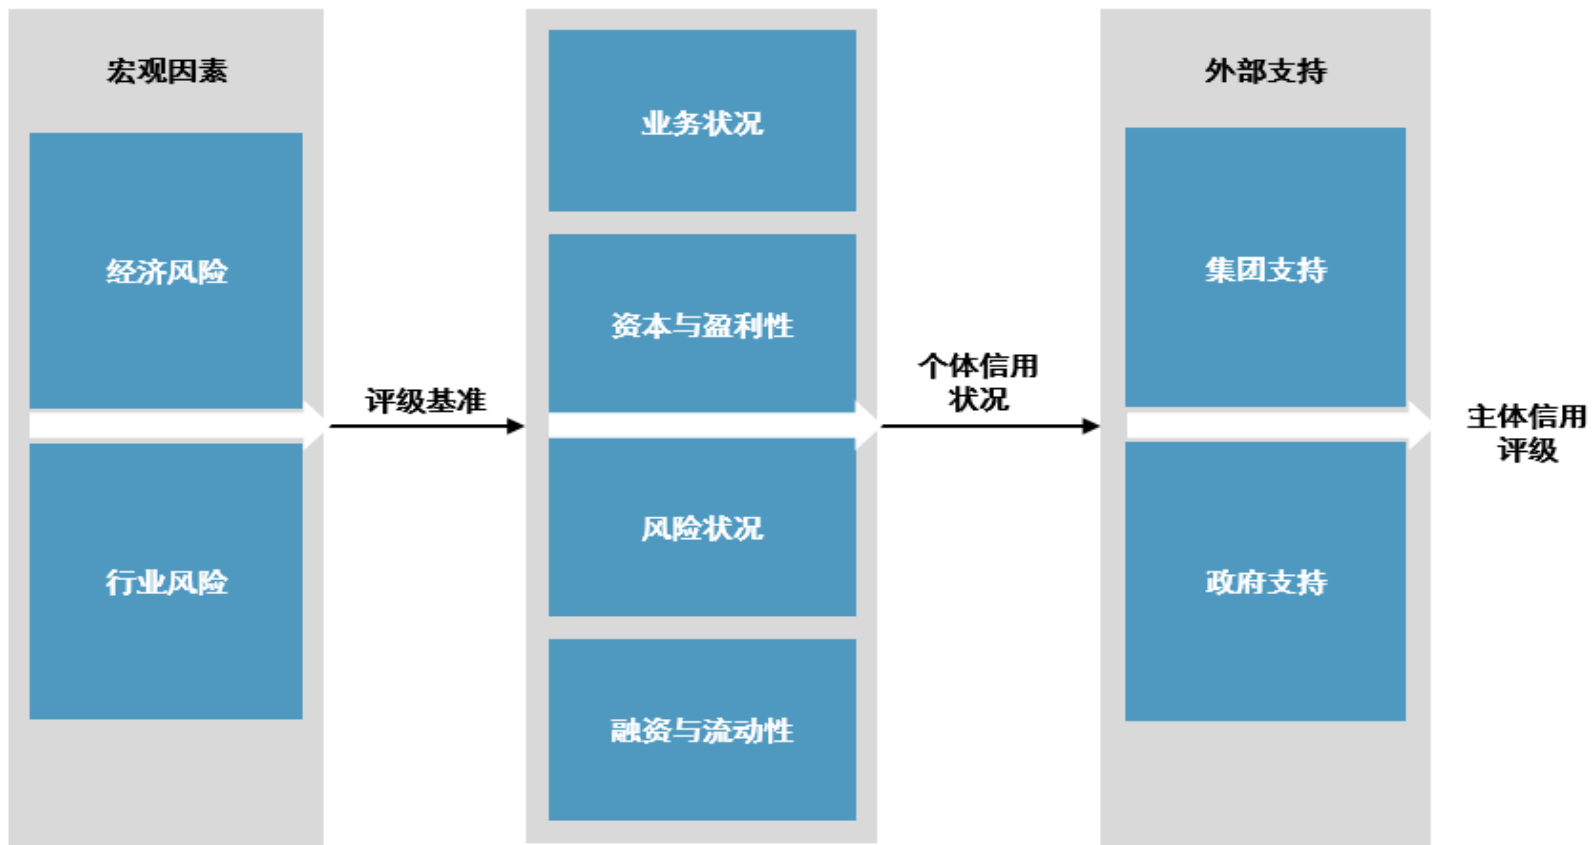 宏观因素
经济风险
行业风险
评级基准
业务状况
资本与盈利性
风险状况
融资与流动性
个体信用
状况
外部支持
集团支持
政府支持
主体信用
评级